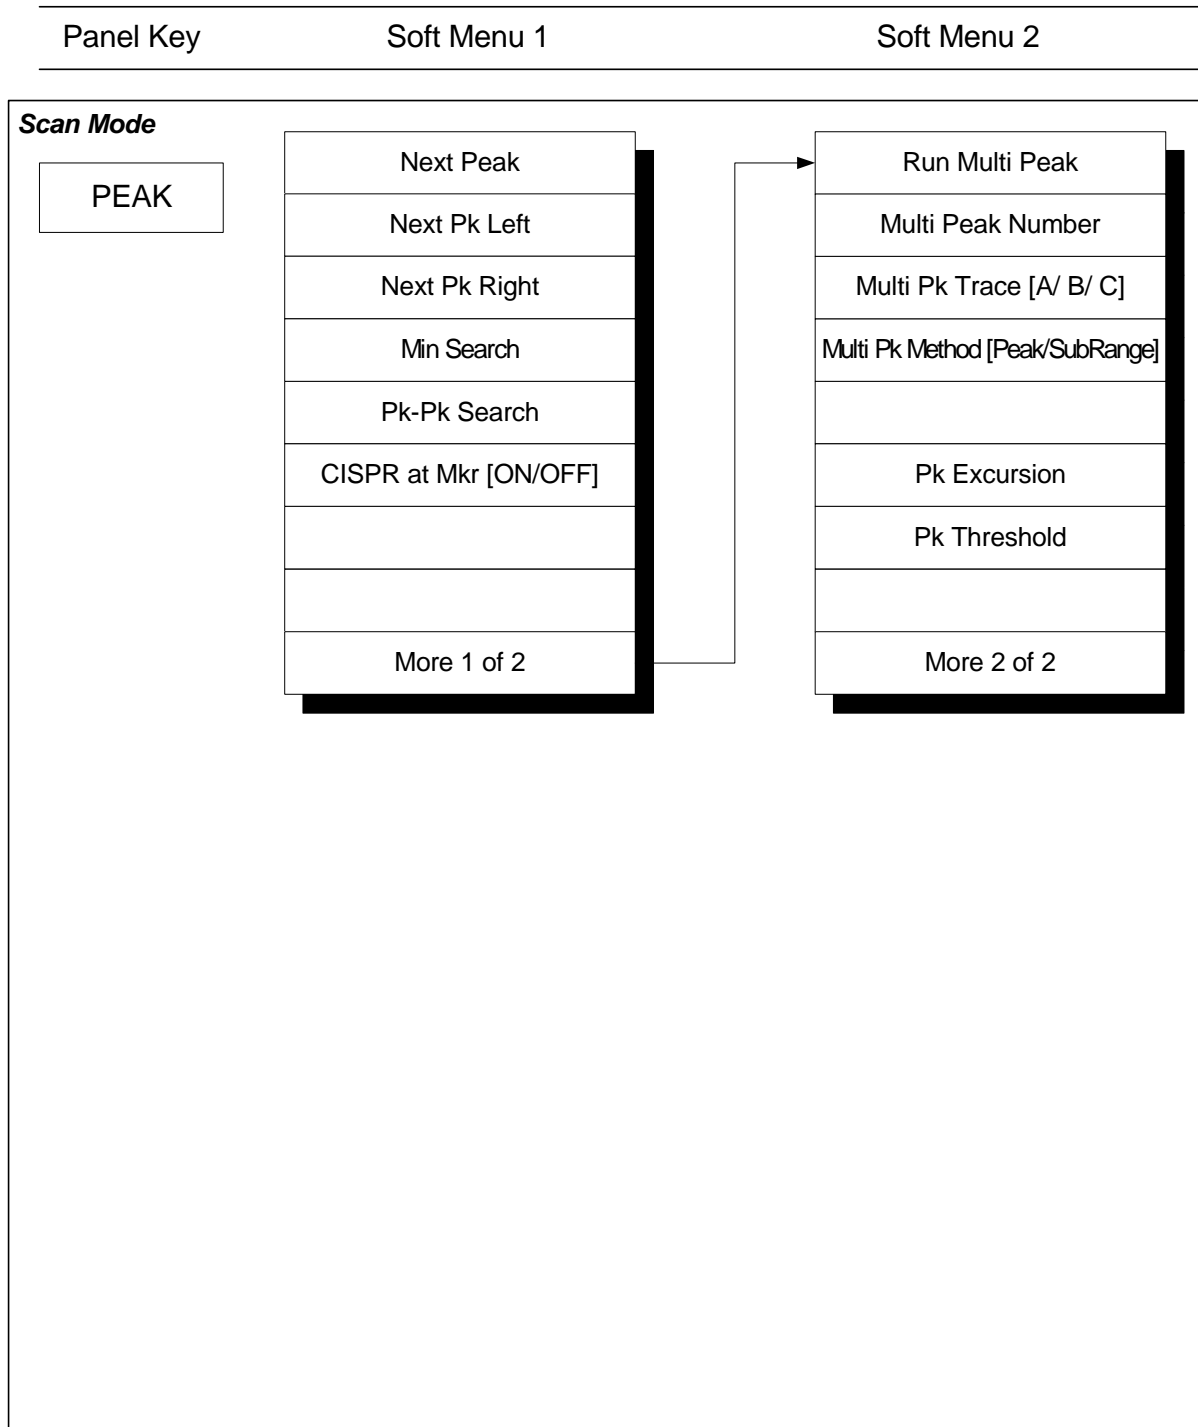 Panel Key Soft Menu 1 Soft Menu 2
Scan Mode
PEAK
Next Peak
Next Pk Left
Next Pk Right
Min Search
Pk-Pk Search
CISPR at Mkr [ON/OFF]
More 1 of 2
Run Multi Peak
Multi Peak Number
Multi Pk Trace [A/ B/ C]
Multi Pk Method [Peak/SubRange]
Pk Excursion
Pk Threshold
More 2 of 2